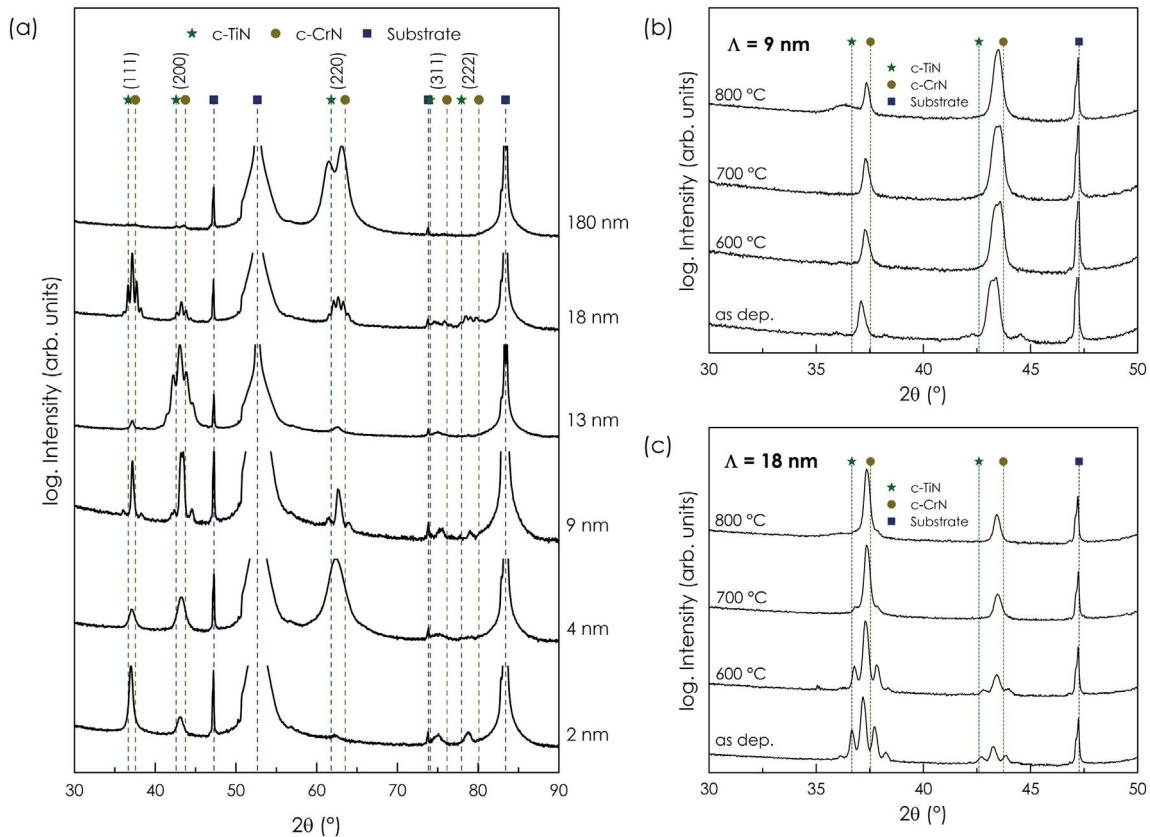 (a)
c-TiN c-CrN Substrate
(111)
(200)
(220)
(311)
(222)
log. Intensity (arb. units)
180 nm
18 nm
13 nm
9 nm
4 nm
2 nm
30 40 50 60 70 80 90
2θ (°)
(b)
Λ = 9 nm
c-TiN
c-CrN
Substrate
log. Intensity (arb. units)
800 °C
700 °C
600 °C
as dep.
30 35 40 45 50
2θ (°)
(c)
Λ = 18 nm
c-TiN
c-CrN
Substrate
log. Intensity (arb. units)
800 °C
700 °C
600 °C
as dep.
30 35 40 45 50
2θ (°)